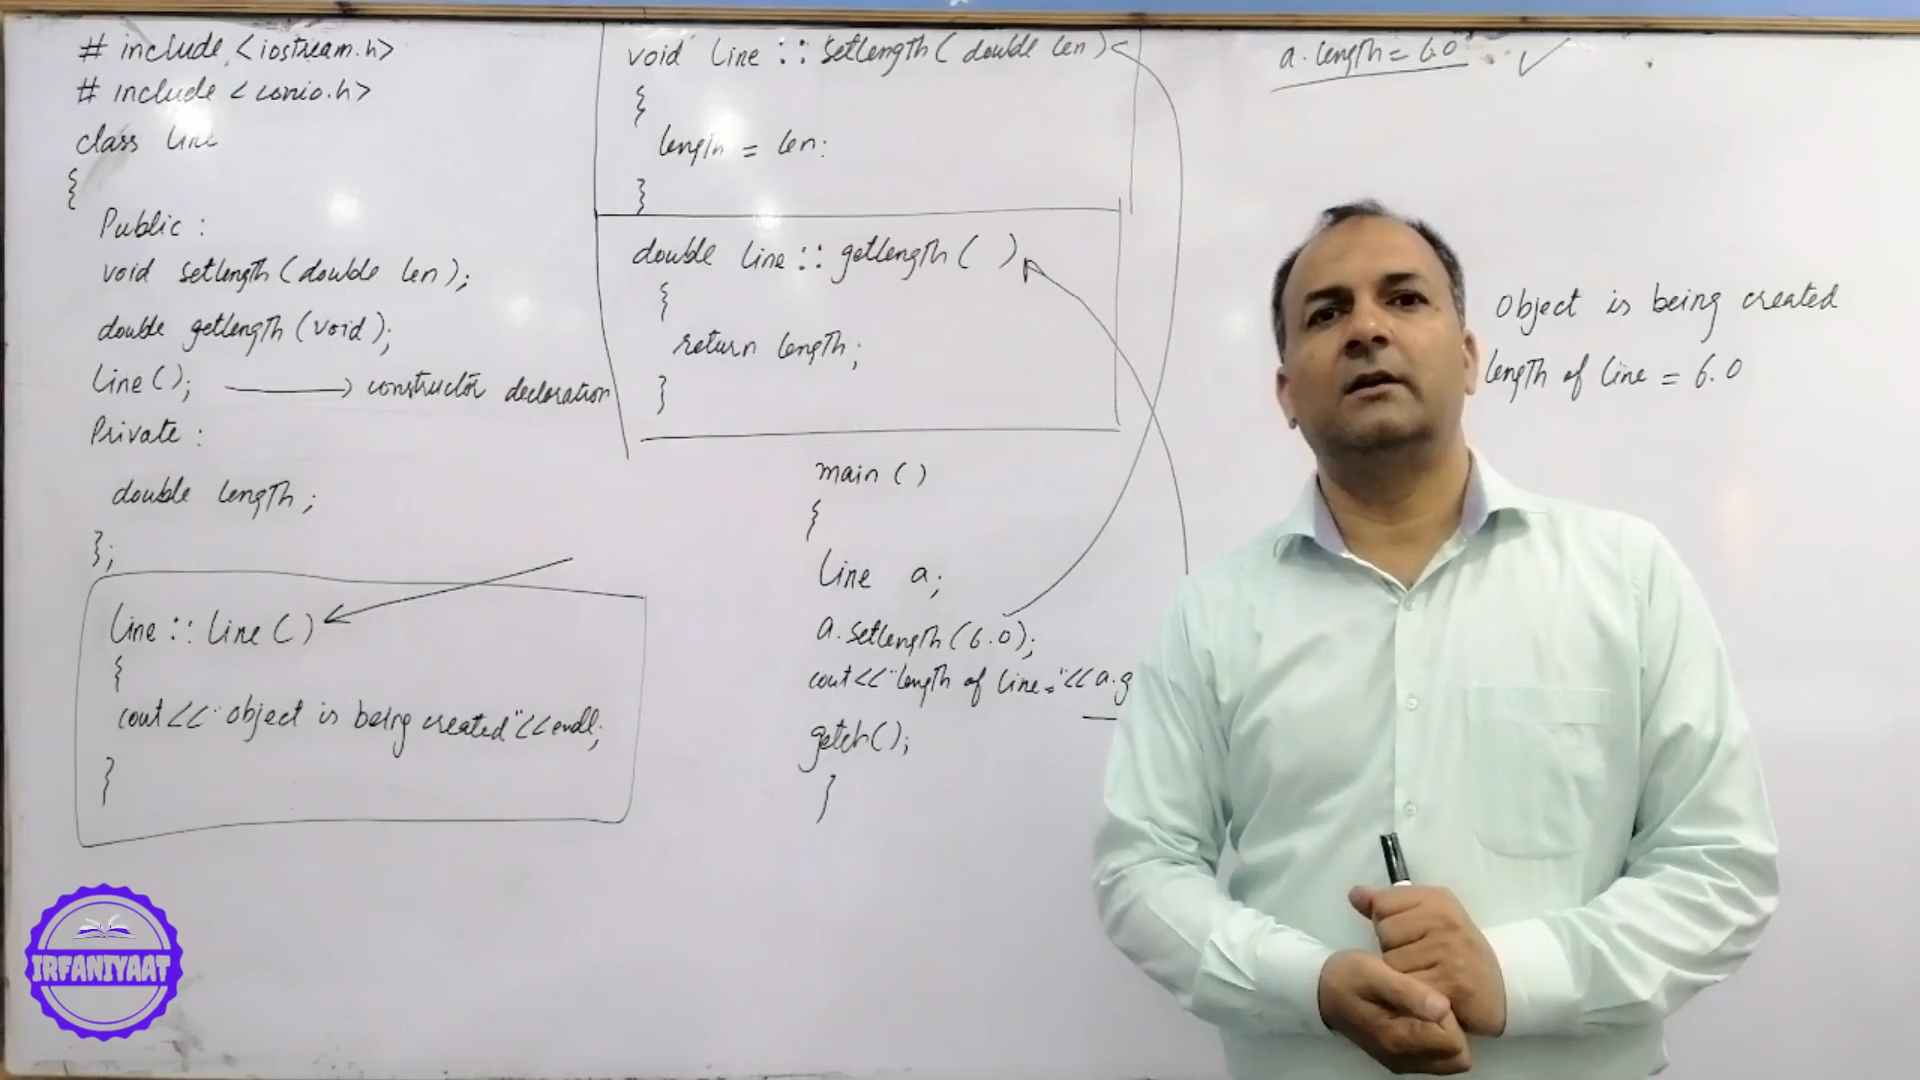 # include <iostream.h>
# include <conio.h>
class line
{
Public :
void setlength (double len);
double getlength (void);
line(); constructor declaration
Private :
double length ;
};
line :: line ( )
{
cout << "object is being created" << endl;
}
void line :: setlength ( double len )
{
length = len ;
}
double line :: getlength ( )
{
return length ;
}
main ( )
{
line a;
a.setlength (6.0);
cout << "length of line = " << a.g
getch();
}
a.length = 6.0
object is being created
length of line = 6.0
IRFANIYAAT